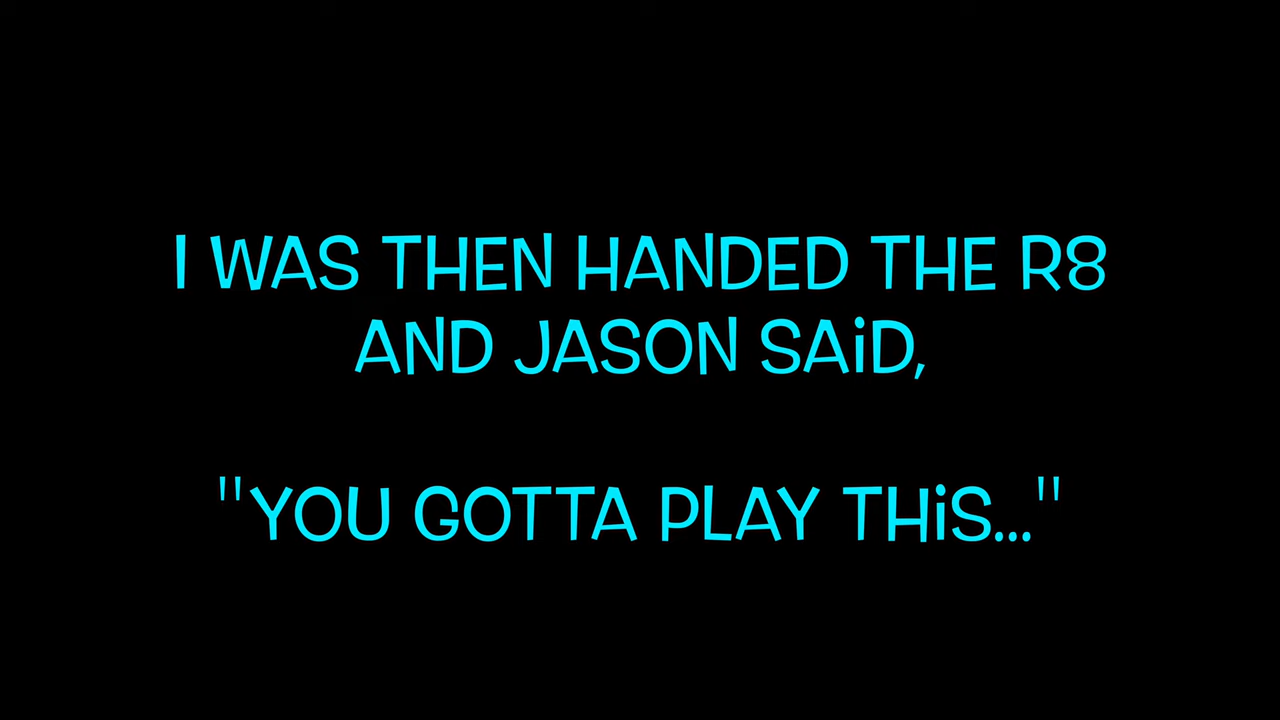 I WAS THEN HANDED THE R8
AND JASON SAiD,
"YOU GOTTA PLAY THiS..."